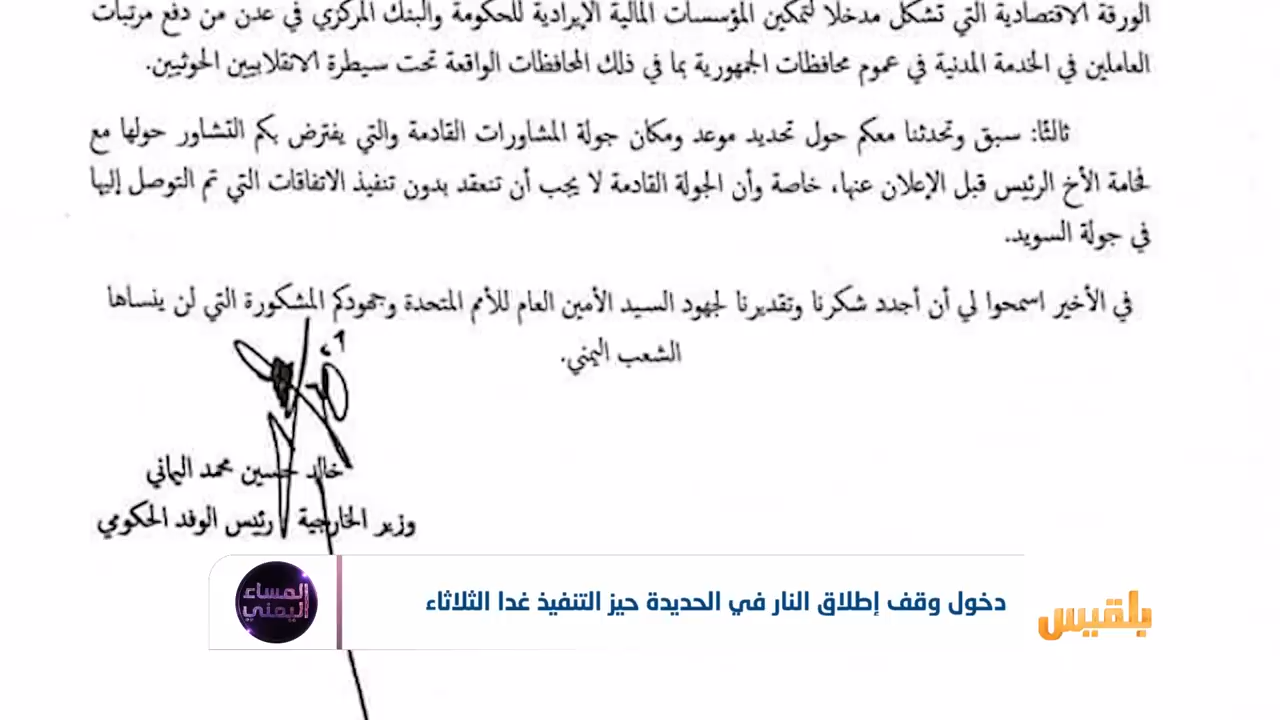 الورقة الاقتصادية التي تشكل مدخلا لتمكين المؤسسات المالية الإيرادية للحكومة والبنك المركزي في عدن من دفع مرتبات
العاملين في الخدمة المدنية في عموم محافظات الجمهورية بما في ذلك المحافظات الواقعة تحت سيطرة الانقلابيين الحوثيين.
ثالثًا: سبق وتحدثنا معكم حول تحديد موعد ومكان جولة المشاورات القادمة والتي يفترض بكم التشاور حولها مع
فخامة الأخ الرئيس قبل الإعلان عنها، خاصة وأن الجولة القادمة لا يجب أن تنعقد بدون تنفيذ الاتفاقات التي تم التوصل إليها
في جولة السويد.
في الأخير اسمحوا لي أن أجدد شكرنا وتقديرنا لجهود السيد الأمين العام للأمم المتحدة وجهودكم المشكورة التي لن ينساها
الشعب اليمني.
خالد حسين محمد اليماني
وزير الخارجية رئيس الوفد الحكومي
دخول وقف إطلاق النار في الحديدة حيز التنفيذ غدا الثلاثاء
المساء
اليمني
بلقيس